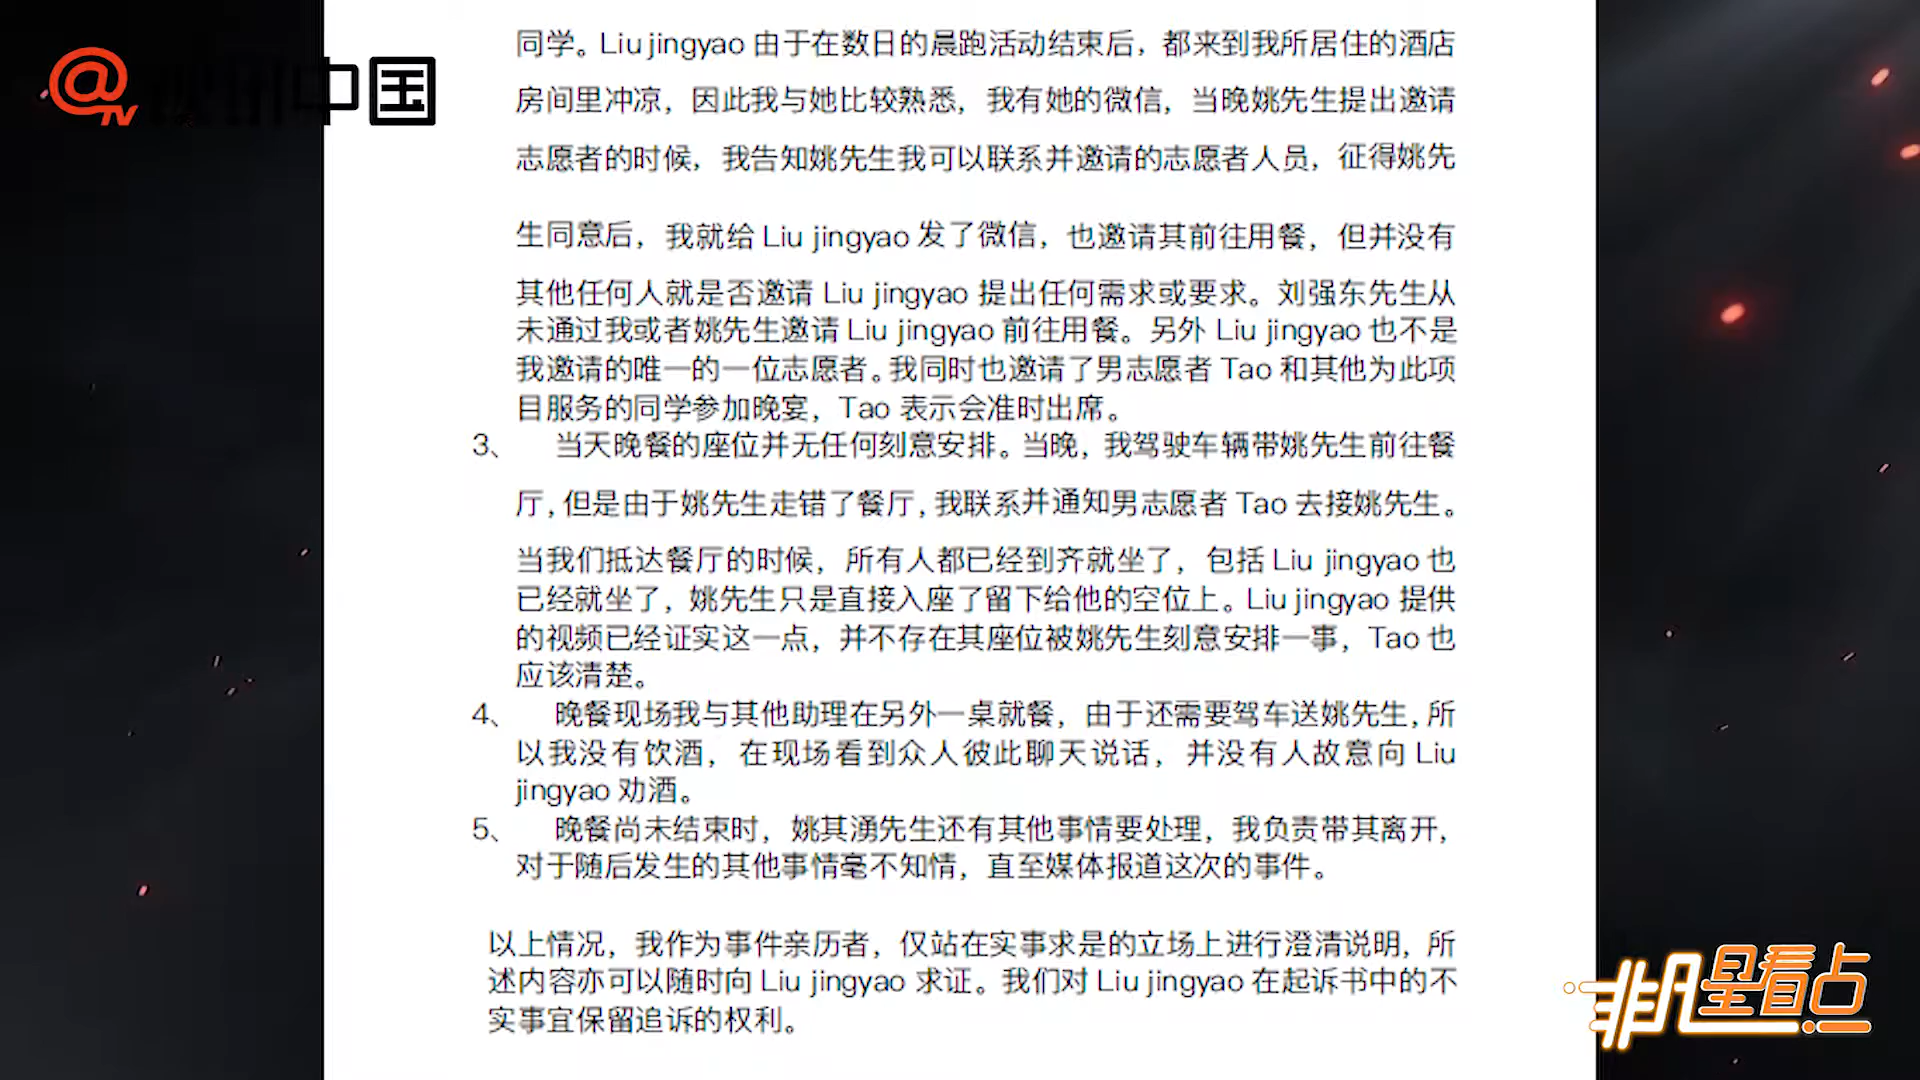 @TV
中国
同学。Liu jingyao 由于在数日的晨跑活动结束后，都来到我所居住的酒店
房间里冲凉，因此我与她比较熟悉，我有她的微信，当晚姚先生提出邀请
志愿者的时候，我告知姚先生我可以联系并邀请的志愿者人员，征得姚先
生同意后，我就给 Liu jingyao 发了微信，也邀请其前往用餐，但并没有
其他任何人就是否邀请 Liu jingyao 提出任何需求或要求。刘强东先生从
未通过我或者姚先生邀请 Liu jingyao 前往用餐。另外 Liu jingyao 也不是
我邀请的唯一的一位志愿者。我同时也邀请了男志愿者 Tao 和其他为此项
目服务的同学参加晚宴，Tao 表示会准时出席。
3、 当天晚餐的座位并无任何刻意安排。当晚，我驾驶车辆带姚先生前往餐
厅，但是由于姚先生走错了餐厅，我联系并通知男志愿者 Tao 去接姚先生。
当我们抵达餐厅的时候，所有人都已经到齐就坐了，包括 Liu jingyao 也
已经就坐了，姚先生只是直接入座了留下给他的空位上。Liu jingyao 提供
的视频已经证实这一点，并不存在其座位被姚先生刻意安排一事，Tao 也
应该清楚。
4、 晚餐现场我与其他助理在另外一桌就餐，由于还需要驾车送姚先生，所
以我没有饮酒，在现场看到众人彼此聊天说话，并没有人故意向 Liu
jingyao 劝酒。
5、 晚餐尚未结束时，姚其湧先生还有其他事情要处理，我负责带其离开，
对于随后发生的其他事情毫不知情，直至媒体报道这次的事件。
以上情况，我作为事件亲历者，仅站在实事求是的立场上进行澄清说明，所
述内容亦可以随时向 Liu jingyao 求证。我们对 Liu jingyao 在起诉书中的不
实事宜保留追诉的权利。
非凡星看点